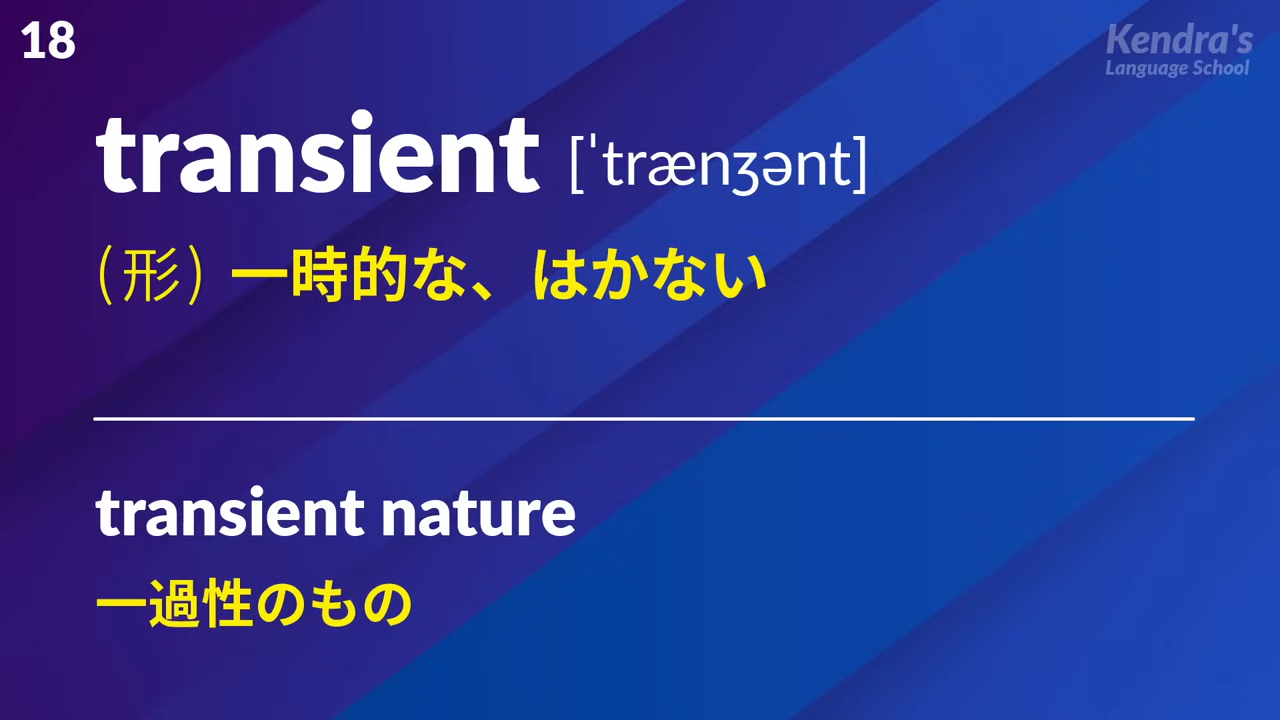 18
Kendra's
Language School
transient [ˈtrænʒənt]
(形) 一時的な、はかない
transient nature
一過性のもの